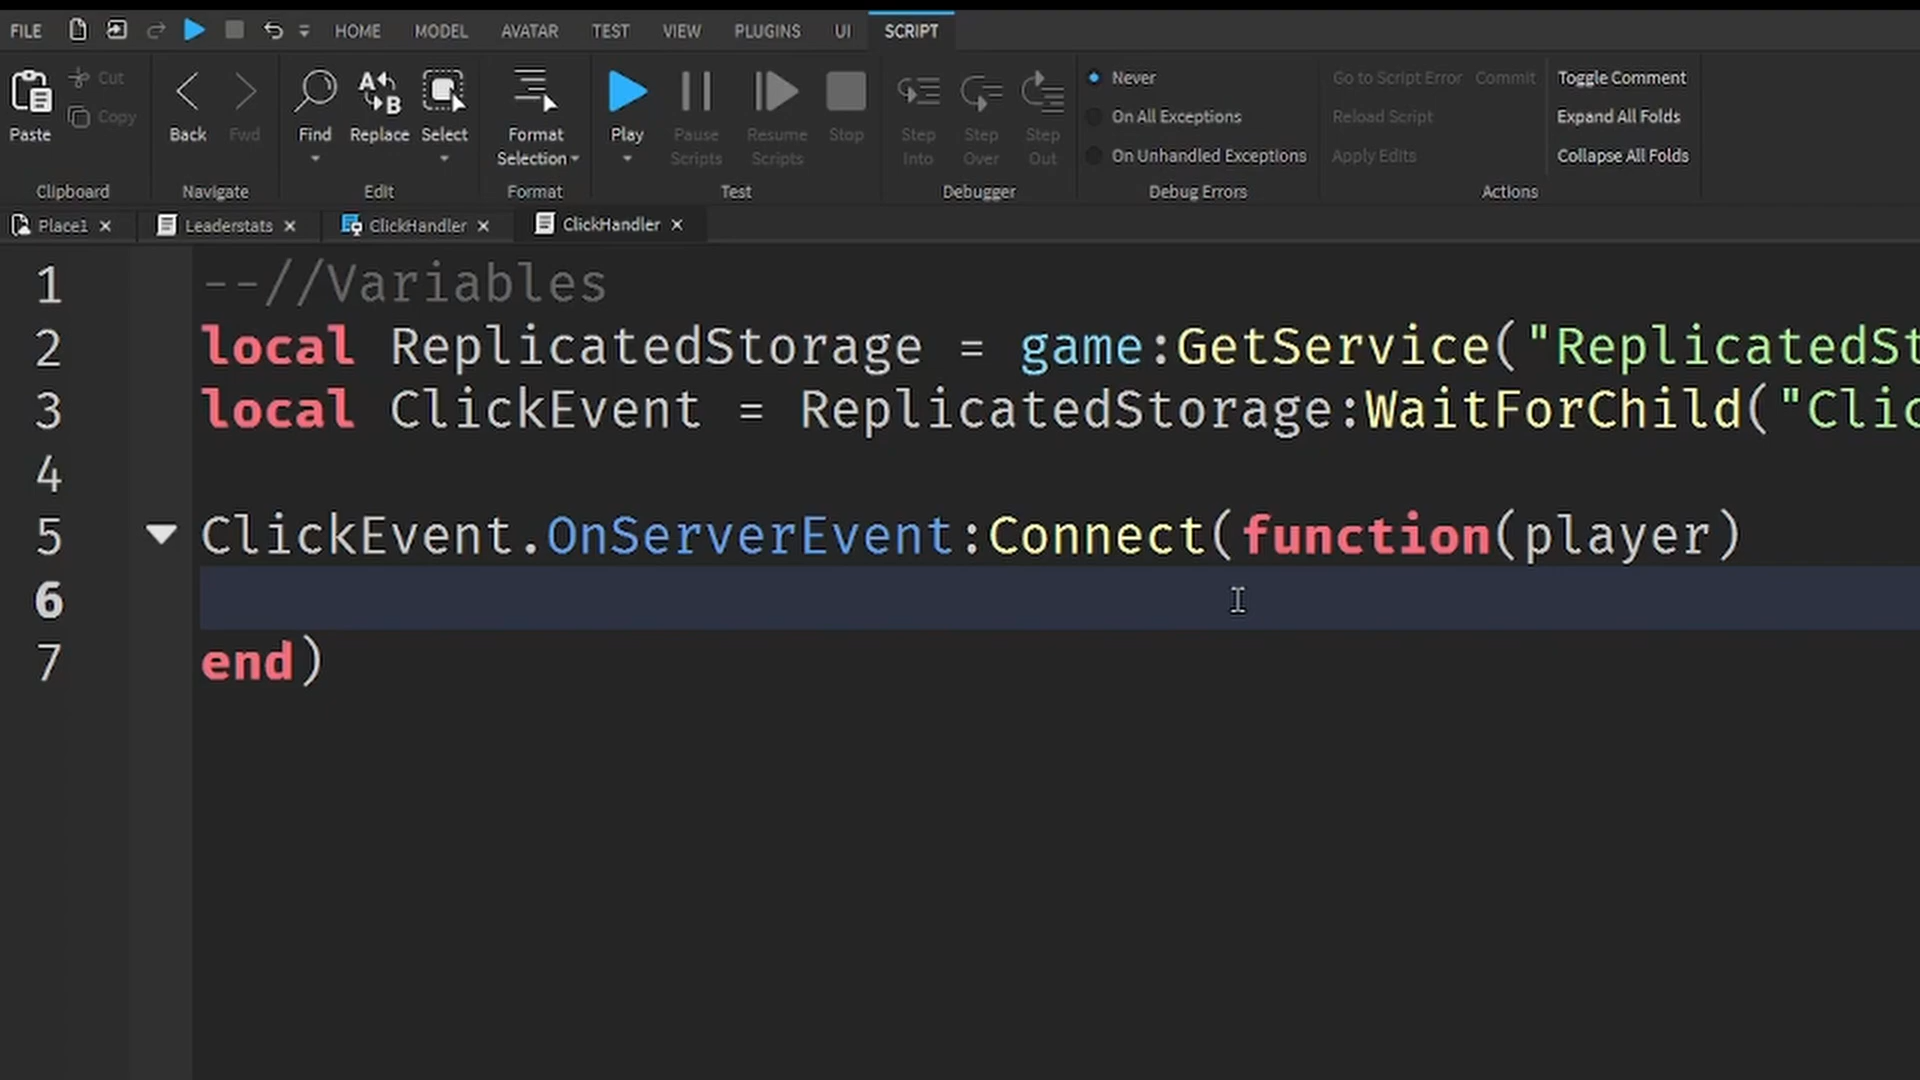 FILE HOME MODEL AVATAR TEST VIEW PLUGINS UI SCRIPT
Paste Cut Copy
Clipboard
Back Fwd
Navigate
Find Replace Select
Edit
Format Selection
Format
Play Pause Scripts Resume Scripts Stop
Test
Step Into Step Over Step Out
Debugger
Never
On All Exceptions
On Unhandled Exceptions
Debug Errors
Go to Script Error Commit Toggle Comment
Reload Script Expand All Folds
Apply Edits Collapse All Folds
Actions
Place1 × Leaderstats × ClickHandler × ClickHandler ×
1 --//Variables
2 local ReplicatedStorage = game:GetService("ReplicatedSt
3 local ClickEvent = ReplicatedStorage:WaitForChild("Clic
4
5 ClickEvent.OnServerEvent:Connect(function(player)
6
7 end)